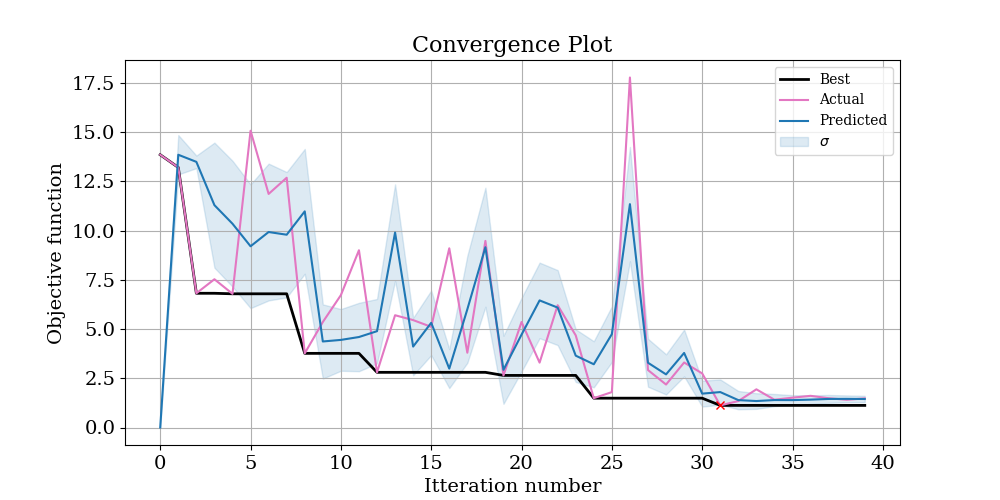 Convergence Plot
Objective function
17.5
15.0
12.5
10.0
7.5
5.0
2.5
0.0
Best
Actual
Predicted
σ
0 5 10 15 20 25 30 35 40
Itteration number